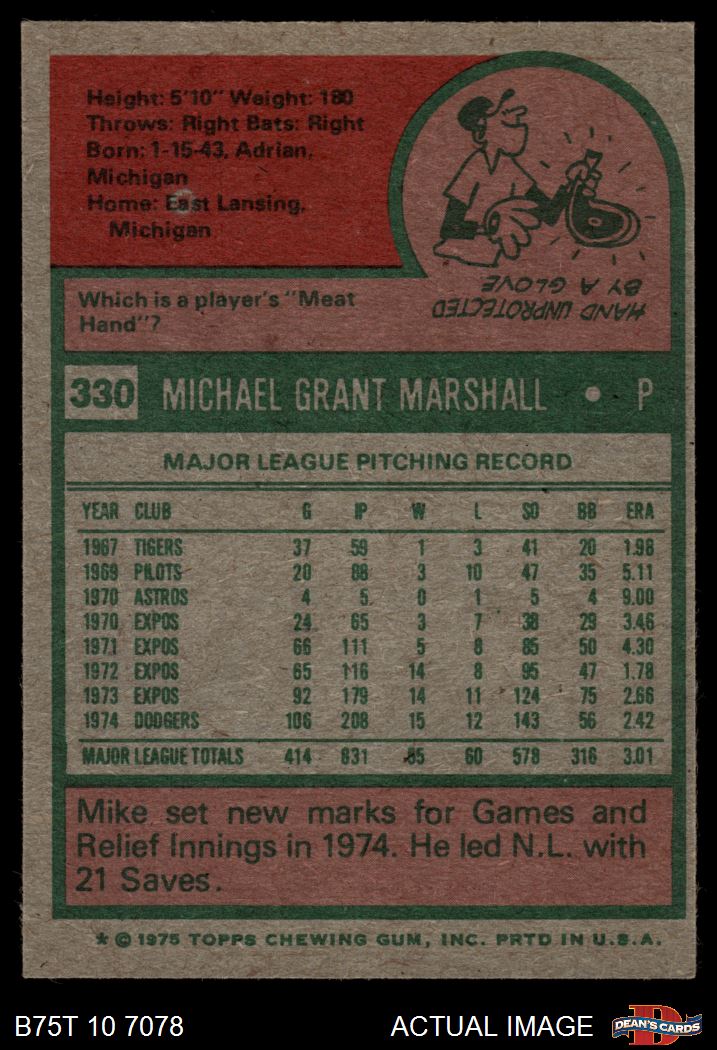 Height: 5'10" Weight: 180
Throws: Right Bats: Right
Born: 1-15-43, Adrian,
Michigan
Home: East Lansing,
Michigan
HAND UNPROTECTED
BY A GLOVE
Which is a player's "Meat
Hand"?
330 MICHAEL GRANT MARSHALL • P
MAJOR LEAGUE PITCHING RECORD
YEAR CLUB G IP W L SO BB ERA
1967 TIGERS 37 59 1 3 41 20 1.98
1969 PILOTS 20 88 3 10 47 35 5.11
1970 ASTROS 4 5 0 1 5 4 9.00
1970 EXPOS 24 65 3 7 38 29 3.46
1971 EXPOS 66 111 5 8 85 50 4.30
1972 EXPOS 65 116 14 8 95 47 1.78
1973 EXPOS 92 179 14 11 124 75 2.66
1974 DODGERS 106 208 15 12 143 56 2.42
MAJOR LEAGUE TOTALS 414 831 55 60 578 316 3.01
Mike set new marks for Games and
Relief Innings in 1974. He led N.L. with
21 Saves.
* © 1975 TOPPS CHEWING GUM, INC. PRTD IN U.S.A.
B75T 10 7078 ACTUAL IMAGE D DEAN'S CARDS